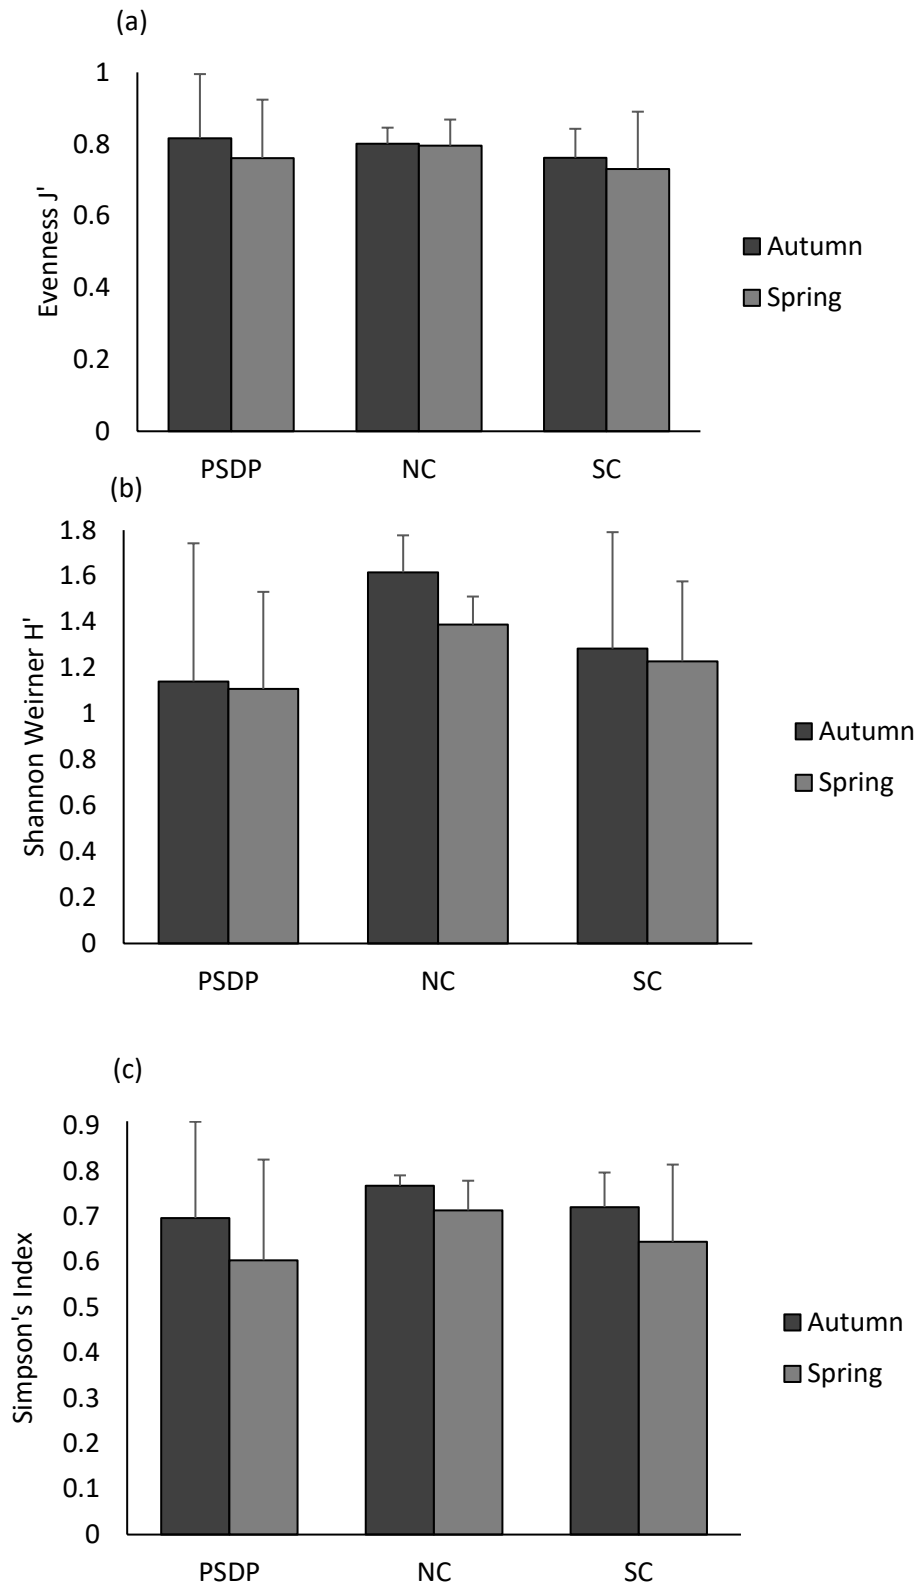 (a)
1
0.8
0.6
0.4
0.2
0
Evenness J'
PSDP NC SC
Autumn
Spring
(b)
1.8
1.6
1.4
1.2
1
0.8
0.6
0.4
0.2
0
Shannon Weirner H'
PSDP NC SC
Autumn
Spring
(c)
0.9
0.8
0.7
0.6
0.5
0.4
0.3
0.2
0.1
0
Simpson's Index
PSDP NC SC
Autumn
Spring